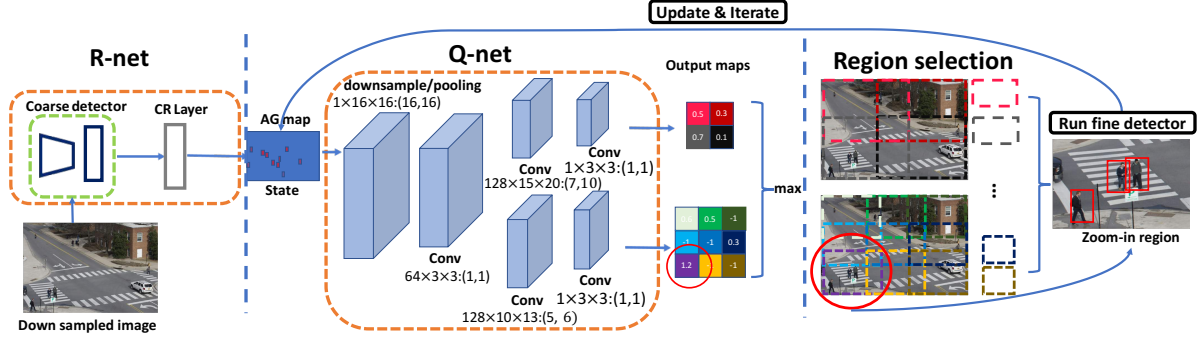 Update & Iterate
R-net
Q-net
Region selection
Output maps
Coarse detector
CR Layer
AG map
State
downsample/pooling
1×16×16:(16,16)
Conv
64×3×3:(1,1)
Conv
128×15×20:(7,10)
Conv
1×3×3:(1,1)
Conv
128×10×13:(5, 6)
Conv
1×3×3:(1,1)
0.5 0.3
0.7 0.1
0.5 -1
-1 -1 0.3
1.2 -1
max
...
Run fine detector
Zoom-in region
Down sampled image